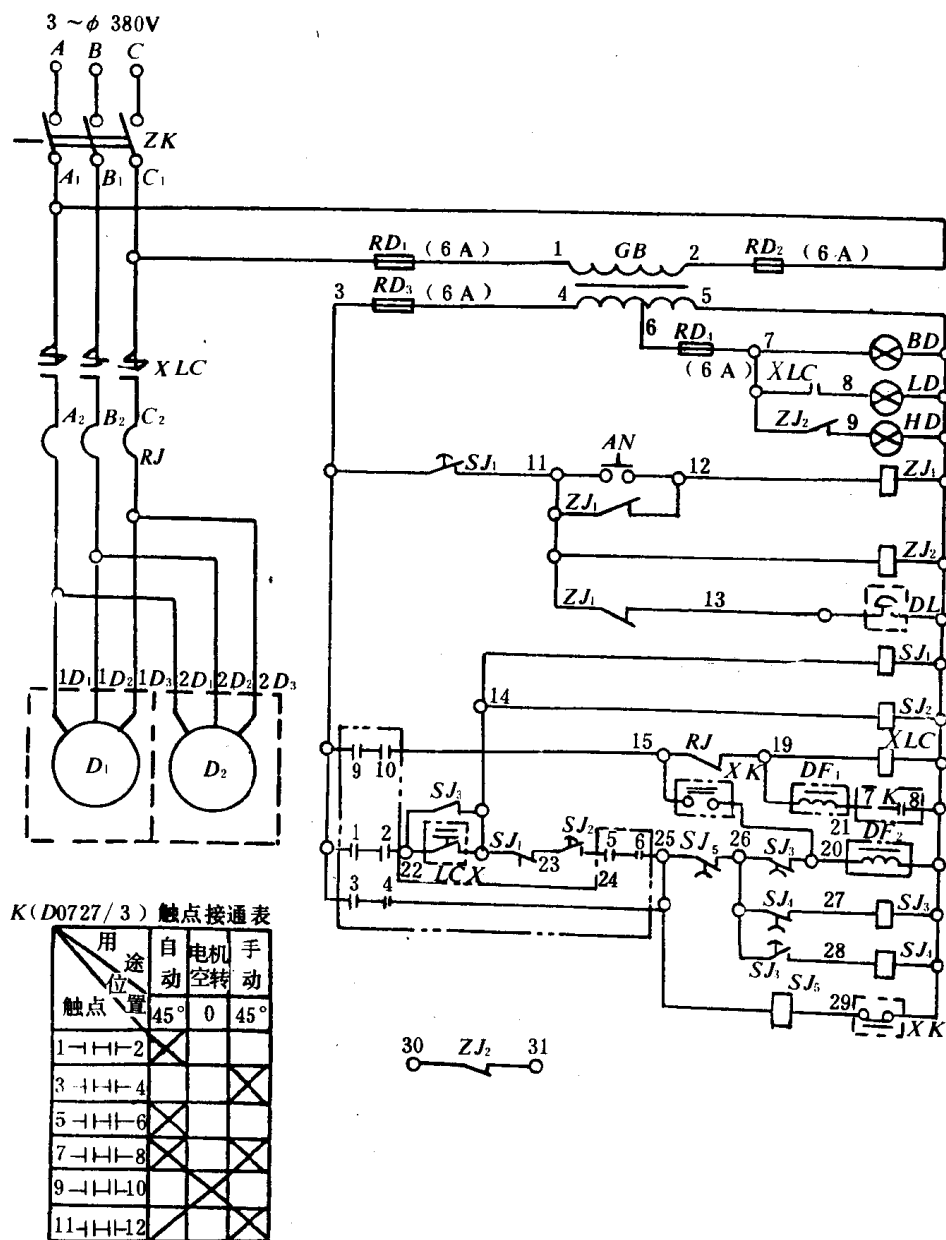 3 ~φ 380V
A B C
ZK
A₁ B₁ C₁
RD₁ (6 A) 1 GB 2 RD₂ (6 A)
3 RD₃ (6 A) 4 5
6 RD₄ 7 BD
(6 A)
XLC 8 LD
ZJ₂ 9 HD
XLC
A₂ B₂ C₂
RJ
SJ₁ 11 AN 12 ZJ₁
ZJ₁
ZJ₂
ZJ₁ 13 DL
SJ₁
14 SJ₂
1D₁ 1D₂ 1D₃ 2D₁ 2D₂ 2D₃
D₁ D₂
9 10 15 RJ 19 XLC
XK DF₁ 7 K 8
21
SJ₃ DF₂
1 2 22 LCX SJ₁ 23 SJ₂ 5 6 24 25 SJ₅ 26 SJ₃ 20
3 4 SJ₄ 27 SJ₃
SJ₃ 28 SJ₄
SJ₅ 29 XK
30 ZJ₂ 31
K(D0727/3) 触点接通表
用途 位置 触点 自动 电机空转 手动
45° 0 45°
1 2
3 4
5 6
7 8
9 10
11 12